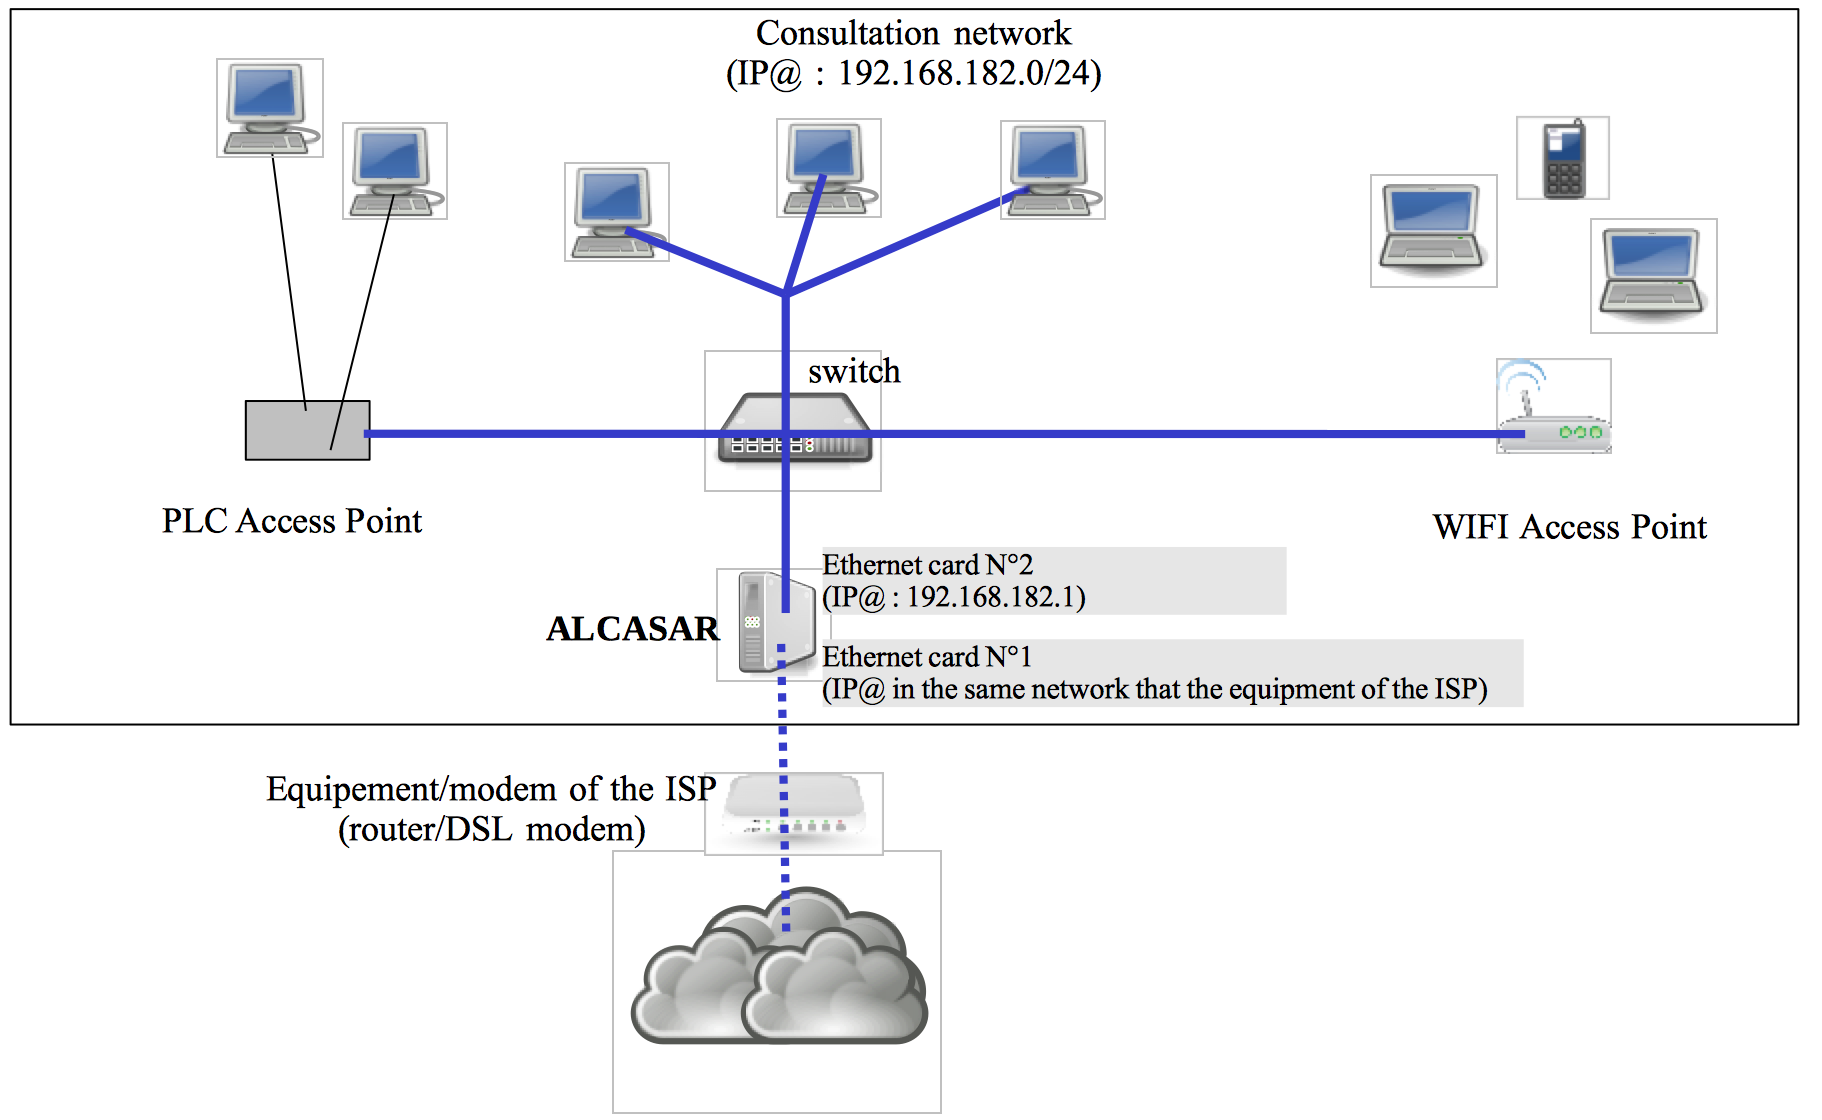 Consultation network
(IP@ : 192.168.182.0/24)
switch
PLC Access Point
WIFI Access Point
Ethernet card N°2
(IP@ : 192.168.182.1)
ALCASAR
Ethernet card N°1
(IP@ in the same network that the equipment of the ISP)
Equipement/modem of the ISP
(router/DSL modem)